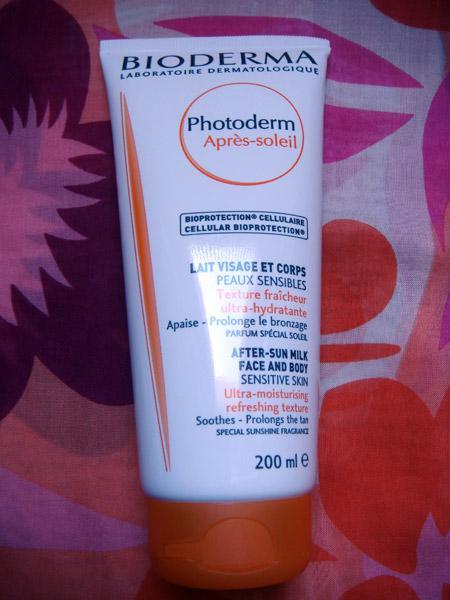 BIODERMA
LABORATOIRE DERMATOLOGIQUE
Photoderm
Après-soleil
BIOPROTECTION® CELLULAIRE
CELLULAR BIOPROTECTION®
LAIT VISAGE ET CORPS
PEAUX SENSIBLES
Texture fraîcheur
ultra-hydratante
Apaise - Prolonge le bronzage
PARFUM SPÉCIAL SOLEIL
AFTER-SUN MILK
FACE AND BODY
SENSITIVE SKIN
Ultra-moisturising
refreshing texture
Soothes - Prolongs the tan
SPECIAL SUNSHINE FRAGRANCE
200 ml ℮